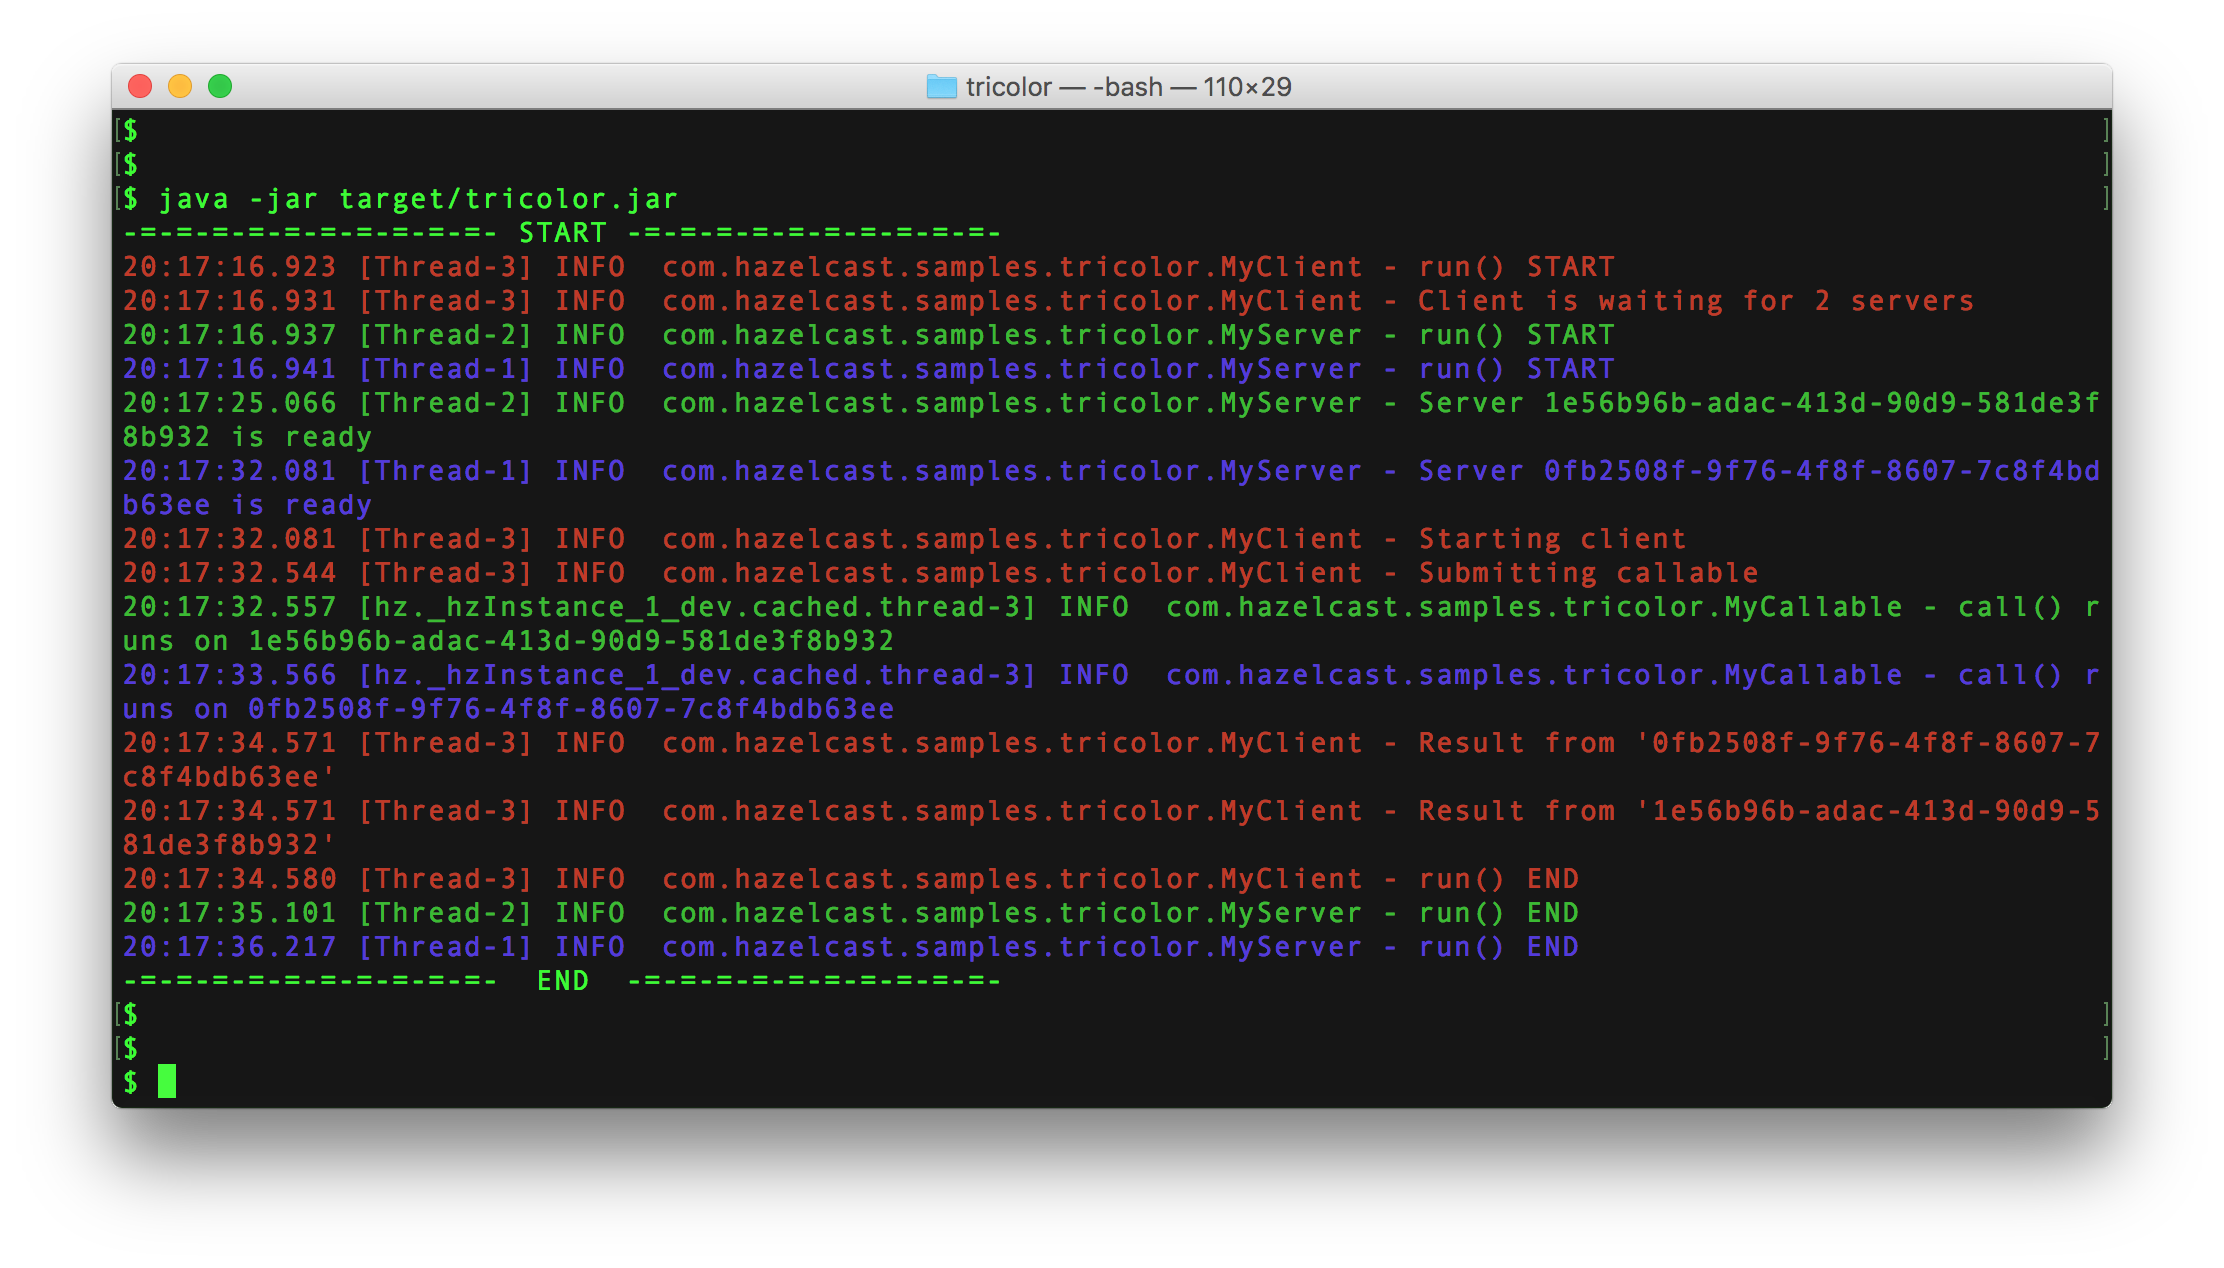 tricolor — -bash — 110×29
[$ ]
[$ ]
[$ java -jar target/tricolor.jar ]
-=-=-=-=-=-=-=-=-=-=- START -=-=-=-=-=-=-=-=-=-=-
20:17:16.923 [Thread-3] INFO  com.hazelcast.samples.tricolor.MyClient - run() START
20:17:16.931 [Thread-3] INFO  com.hazelcast.samples.tricolor.MyClient - Client is waiting for 2 servers
20:17:16.937 [Thread-2] INFO  com.hazelcast.samples.tricolor.MyServer - run() START
20:17:16.941 [Thread-1] INFO  com.hazelcast.samples.tricolor.MyServer - run() START
20:17:25.066 [Thread-2] INFO  com.hazelcast.samples.tricolor.MyServer - Server 1e56b96b-adac-413d-90d9-581de3f
8b932 is ready
20:17:32.081 [Thread-1] INFO  com.hazelcast.samples.tricolor.MyServer - Server 0fb2508f-9f76-4f8f-8607-7c8f4bd
b63ee is ready
20:17:32.081 [Thread-3] INFO  com.hazelcast.samples.tricolor.MyClient - Starting client
20:17:32.544 [Thread-3] INFO  com.hazelcast.samples.tricolor.MyClient - Submitting callable
20:17:32.557 [hz._hzInstance_1_dev.cached.thread-3] INFO  com.hazelcast.samples.tricolor.MyCallable - call() r
uns on 1e56b96b-adac-413d-90d9-581de3f8b932
20:17:33.566 [hz._hzInstance_1_dev.cached.thread-3] INFO  com.hazelcast.samples.tricolor.MyCallable - call() r
uns on 0fb2508f-9f76-4f8f-8607-7c8f4bdb63ee
20:17:34.571 [Thread-3] INFO  com.hazelcast.samples.tricolor.MyClient - Result from '0fb2508f-9f76-4f8f-8607-7
c8f4bdb63ee'
20:17:34.571 [Thread-3] INFO  com.hazelcast.samples.tricolor.MyClient - Result from '1e56b96b-adac-413d-90d9-5
81de3f8b932'
20:17:34.580 [Thread-3] INFO  com.hazelcast.samples.tricolor.MyClient - run() END
20:17:35.101 [Thread-2] INFO  com.hazelcast.samples.tricolor.MyServer - run() END
20:17:36.217 [Thread-1] INFO  com.hazelcast.samples.tricolor.MyServer - run() END
-=-=-=-=-=-=-=-=-=-=-  END  -=-=-=-=-=-=-=-=-=-=-
[$ ]
[$ ]
$